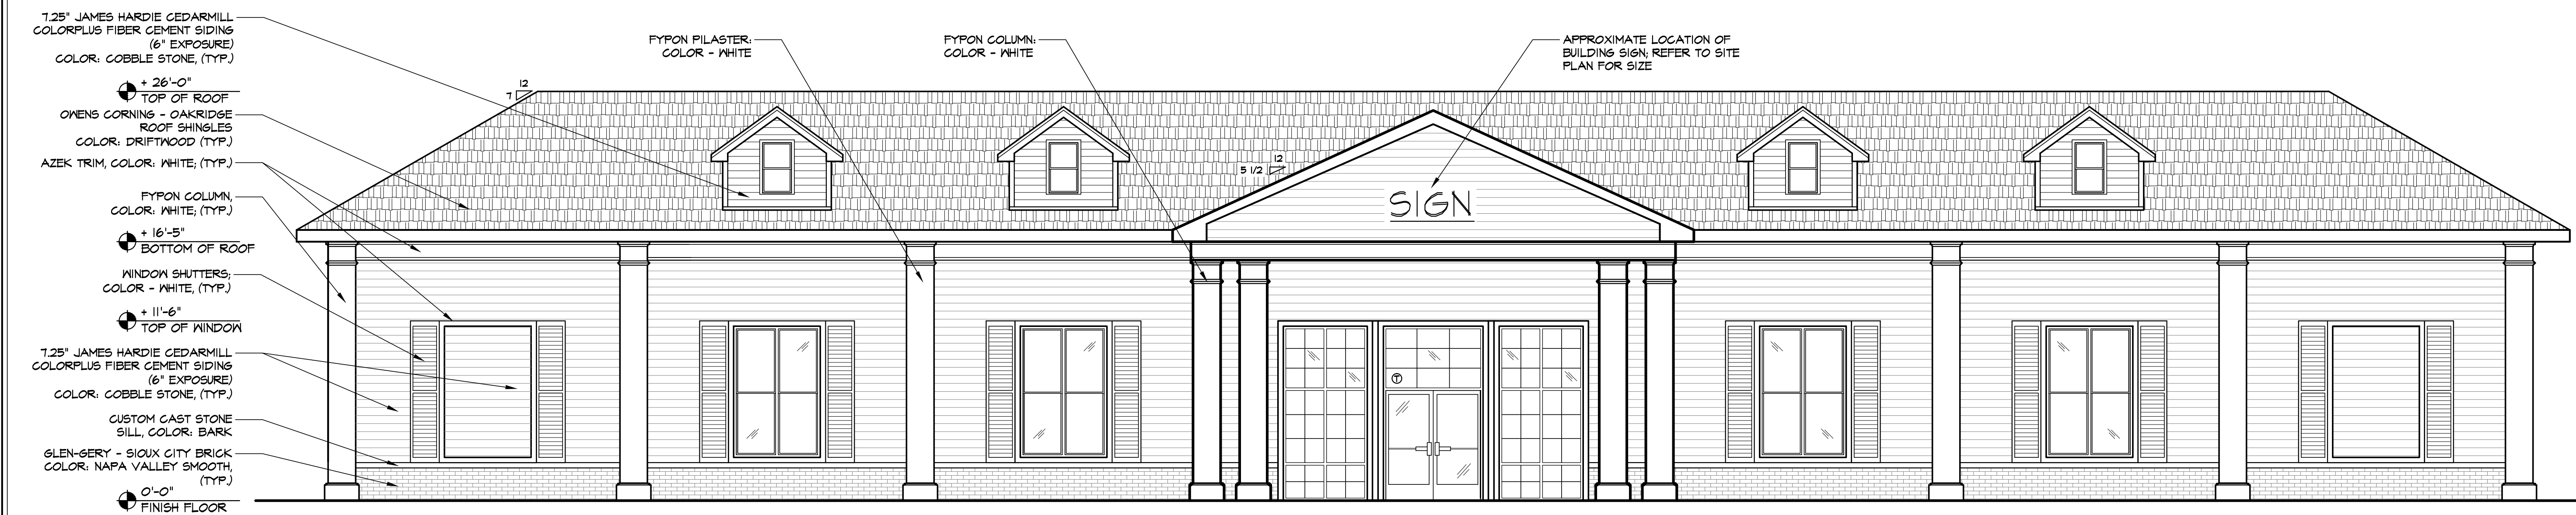 7.25" JAMES HARDIE CEDARMILL
COLORPLUS FIBER CEMENT SIDING
(6" EXPOSURE)
COLOR: COBBLE STONE, (TYP.)
+ 26'-0"
TOP OF ROOF
OWENS CORNING - OAKRIDGE
ROOF SHINGLES
COLOR: DRIFTWOOD (TYP.)
AZEK TRIM, COLOR: WHITE; (TYP.)
FYPON COLUMN,
COLOR: WHITE; (TYP.)
+ 16'-5"
BOTTOM OF ROOF
WINDOW SHUTTERS;
COLOR - WHITE, (TYP.)
+ 11'-6"
TOP OF WINDOW
7.25" JAMES HARDIE CEDARMILL
COLORPLUS FIBER CEMENT SIDING
(6" EXPOSURE)
COLOR: COBBLE STONE, (TYP.)
CUSTOM CAST STONE
SILL, COLOR: BARK
GLEN-GERY - SIOUX CITY BRICK
COLOR: NAPA VALLEY SMOOTH,
(TYP.)
0'-0"
FINISH FLOOR
12
7
FYPON PILASTER:
COLOR - WHITE
FYPON COLUMN:
COLOR - WHITE
12
5 1/2
APPROXIMATE LOCATION OF
BUILDING SIGN; REFER TO SITE
PLAN FOR SIZE
SIGN
T